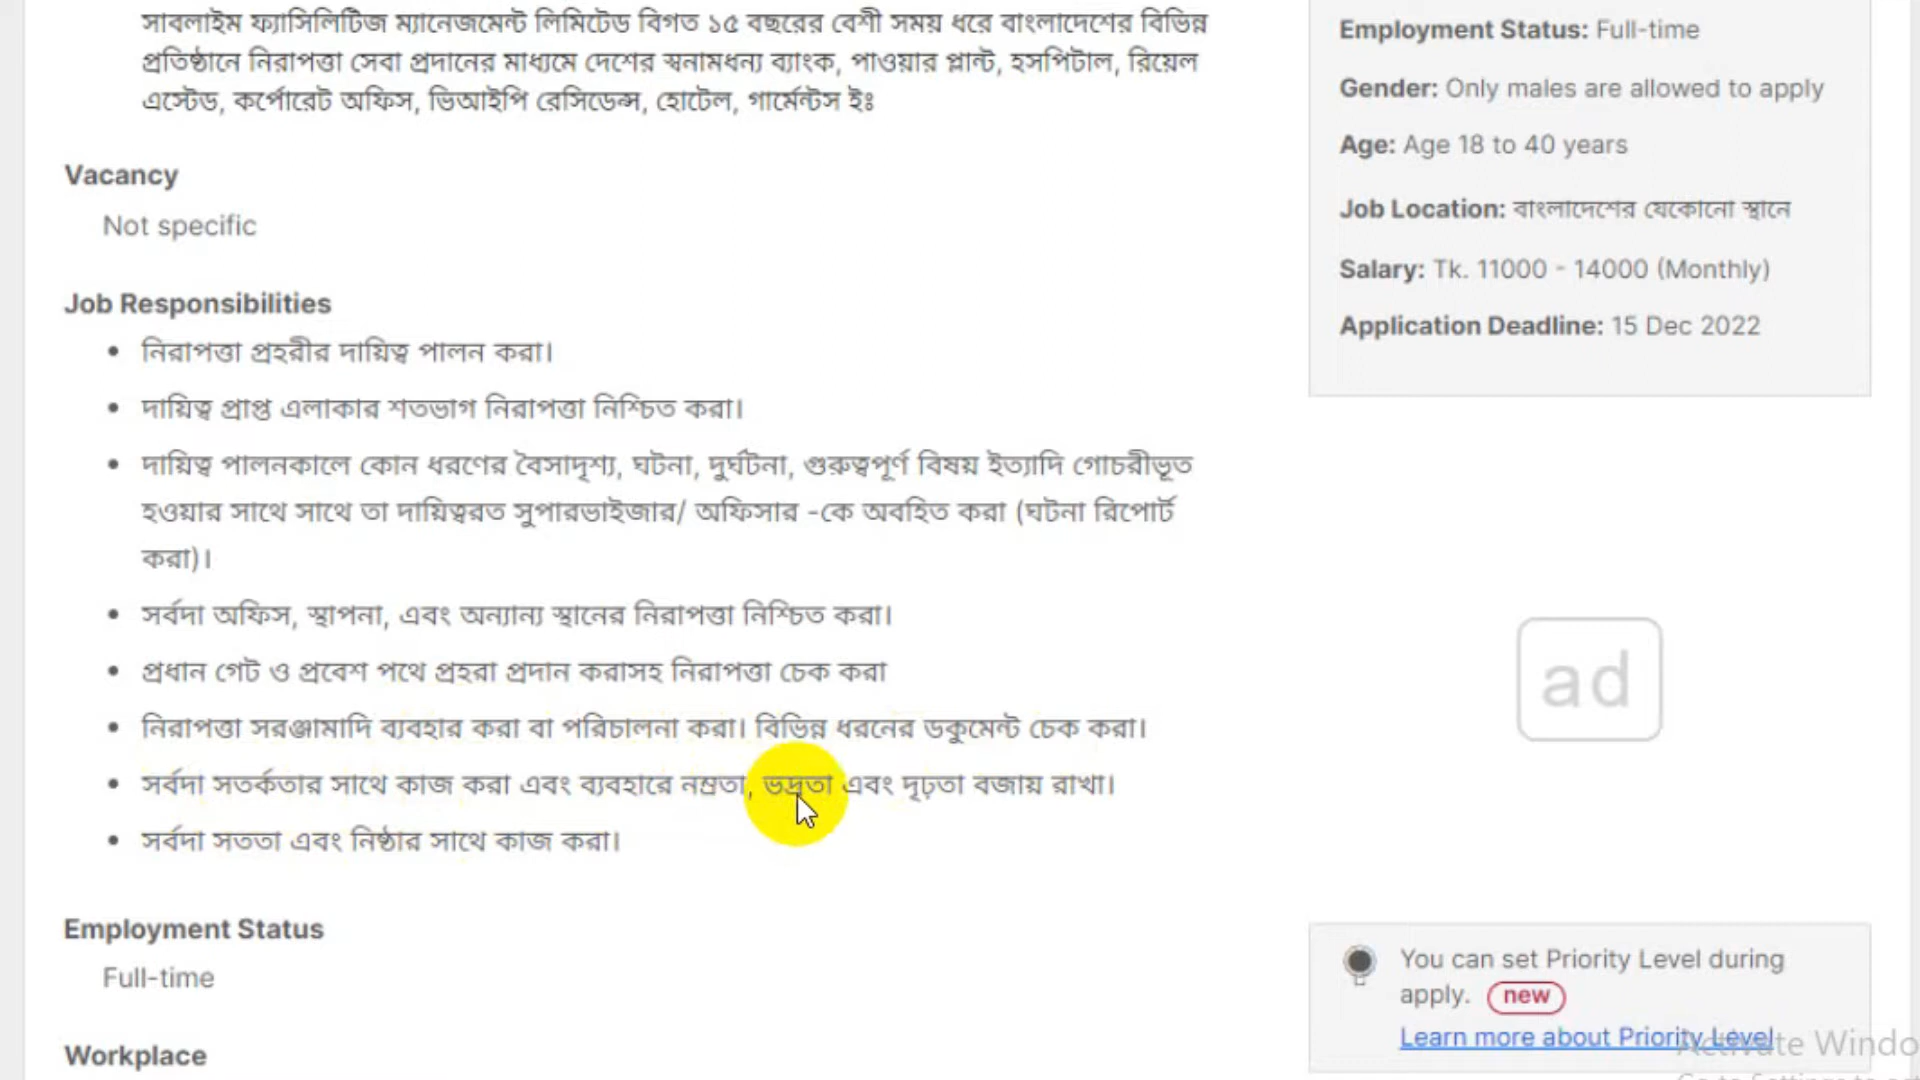 সাবলাইম ফ্যাসিলিটিজ ম্যানেজমেন্ট লিমিটেড বিগত ১৫ বছরের বেশী সময় ধরে বাংলাদেশের বিভিন্ন
প্রতিষ্ঠানে নিরাপত্তা সেবা প্রদানের মাধ্যমে দেশের স্বনামধন্য ব্যাংক, পাওয়ার প্লান্ট, হসপিটাল, রিয়েল
এস্টেড, কর্পোরেট অফিস, ভিআইপি রেসিডেন্স, হোটেল, গার্মেন্টস ইঃ
Vacancy
Not specific
Job Responsibilities
• নিরাপত্তা প্রহরীর দায়িত্ব পালন করা।
• দায়িত্ব প্রাপ্ত এলাকার শতভাগ নিরাপত্তা নিশ্চিত করা।
• দায়িত্ব পালনকালে কোন ধরণের বৈসাদৃশ্য, ঘটনা, দুর্ঘটনা, গুরুত্বপূর্ণ বিষয় ইত্যাদি গোচরীভূত
হওয়ার সাথে সাথে তা দায়িত্বরত সুপারভাইজার/ অফিসার -কে অবহিত করা (ঘটনা রিপোর্ট
করা)।
• সর্বদা অফিস, স্থাপনা, এবং অন্যান্য স্থানের নিরাপত্তা নিশ্চিত করা।
• প্রধান গেট ও প্রবেশ পথে প্রহরা প্রদান করাসহ নিরাপত্তা চেক করা
• নিরাপত্তা সরঞ্জামাদি ব্যবহার করা বা পরিচালনা করা। বিভিন্ন ধরনের ডকুমেন্ট চেক করা।
• সর্বদা সতর্কতার সাথে কাজ করা এবং ব্যবহারে নম্রতা, ভদ্রতা এবং দৃঢ়তা বজায় রাখা।
• সর্বদা সততা এবং নিষ্ঠার সাথে কাজ করা।
Employment Status
Full-time
Workplace
Employment Status: Full-time
Gender: Only males are allowed to apply
Age: Age 18 to 40 years
Job Location: বাংলাদেশের যেকোনো স্থানে
Salary: Tk. 11000 - 14000 (Monthly)
Application Deadline: 15 Dec 2022
ad
You can set Priority Level during
apply. new
Learn more about Priority Level
Activate Windo